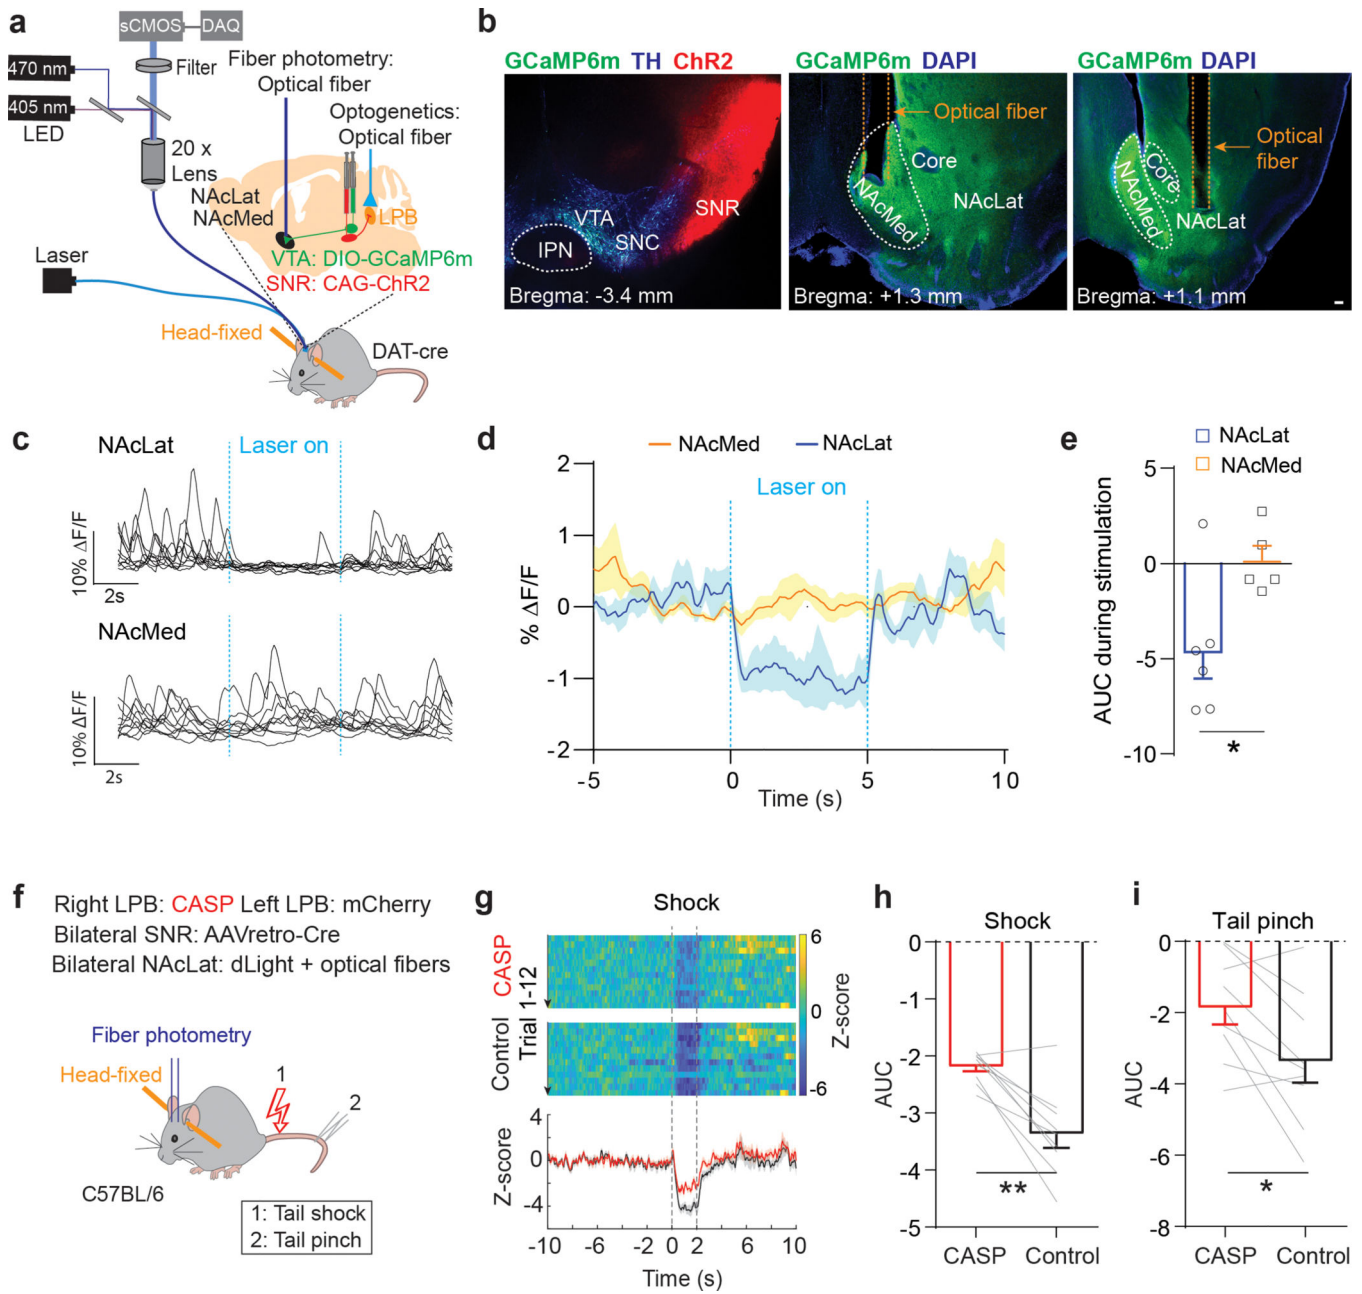 a
sCMOS DAQ
470 nm
Filter
405 nm
LED
20 x
Lens
Fiber photometry:
Optical fiber
Optogenetics:
Optical fiber
NAcLat
NAcMed
LPB
VTA: DIO-GCaMP6m
SNR: CAG-ChR2
Laser
Head-fixed
DAT-cre
b
GCaMP6m TH ChR2
VTA
SNR
SNC
IPN
Bregma: -3.4 mm
GCaMP6m DAPI
Optical fiber
Core
NAcMed
NAcLat
Bregma: +1.3 mm
GCaMP6m DAPI
Optical
fiber
Core
NAcMed
NAcLat
Bregma: +1.1 mm
c
NAcLat
Laser on
10% ΔF/F
2s
NAcMed
10% ΔF/F
2s
d
NAcMed NAcLat
Laser on
% ΔF/F
2
1
0
-1
-2
-5 0 5 10
Time (s)
e
NAcLat
NAcMed
AUC during stimulation
5
0
-5
-10
*
f
Right LPB: CASP Left LPB: mCherry
Bilateral SNR: AAVretro-Cre
Bilateral NAcLat: dLight + optical fibers
Fiber photometry
Head-fixed
1
2
C57BL/6
1: Tail shock
2: Tail pinch
g
Shock
CASP
Control
Trial 1-12
6
0
-6
Z-score
Z-score
4
0
-4
-10 -6 -2 0 2 6 10
Time (s)
h
Shock
AUC
0
-1
-2
-3
-4
-5
**
CASP Control
i
Tail pinch
AUC
0
-2
-4
-6
-8
*
CASP Control